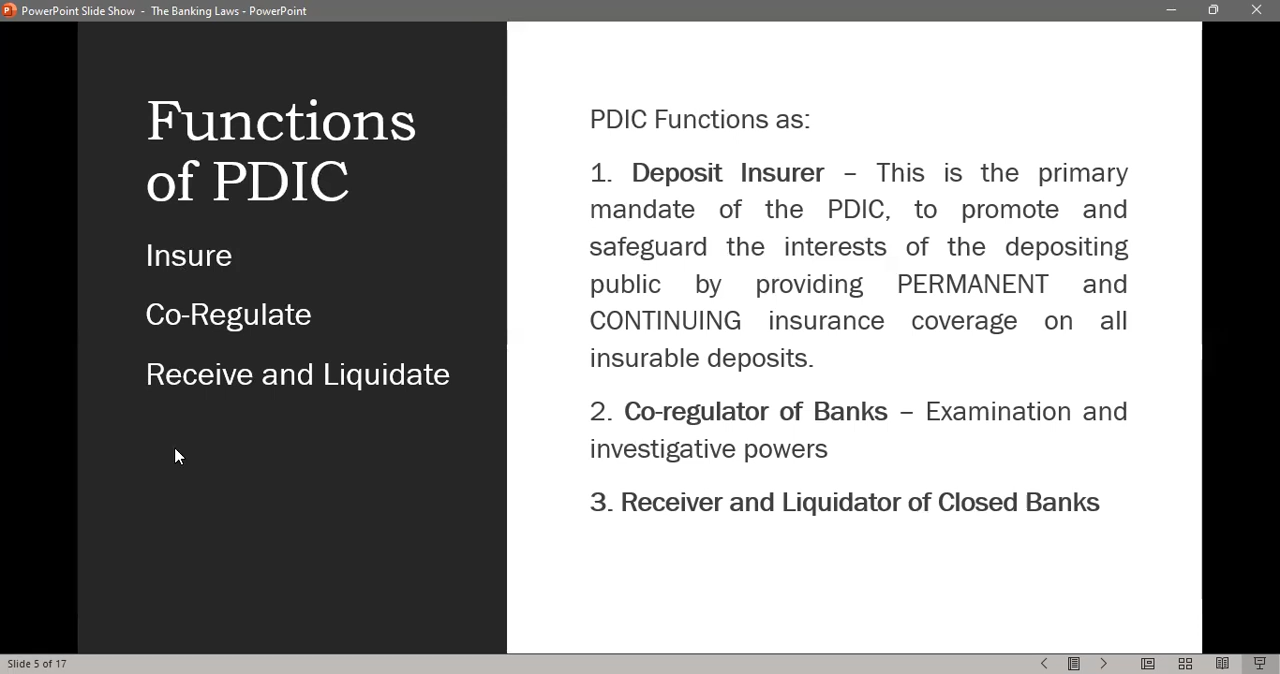 PowerPoint Slide Show - The Banking Laws - PowerPoint
Functions
of PDIC
Insure
Co-Regulate
Receive and Liquidate
PDIC Functions as:
1. Deposit Insurer – This is the primary
mandate of the PDIC, to promote and
safeguard the interests of the depositing
public by providing PERMANENT and
CONTINUING insurance coverage on all
insurable deposits.
2. Co-regulator of Banks – Examination and
investigative powers
3. Receiver and Liquidator of Closed Banks
Slide 5 of 17